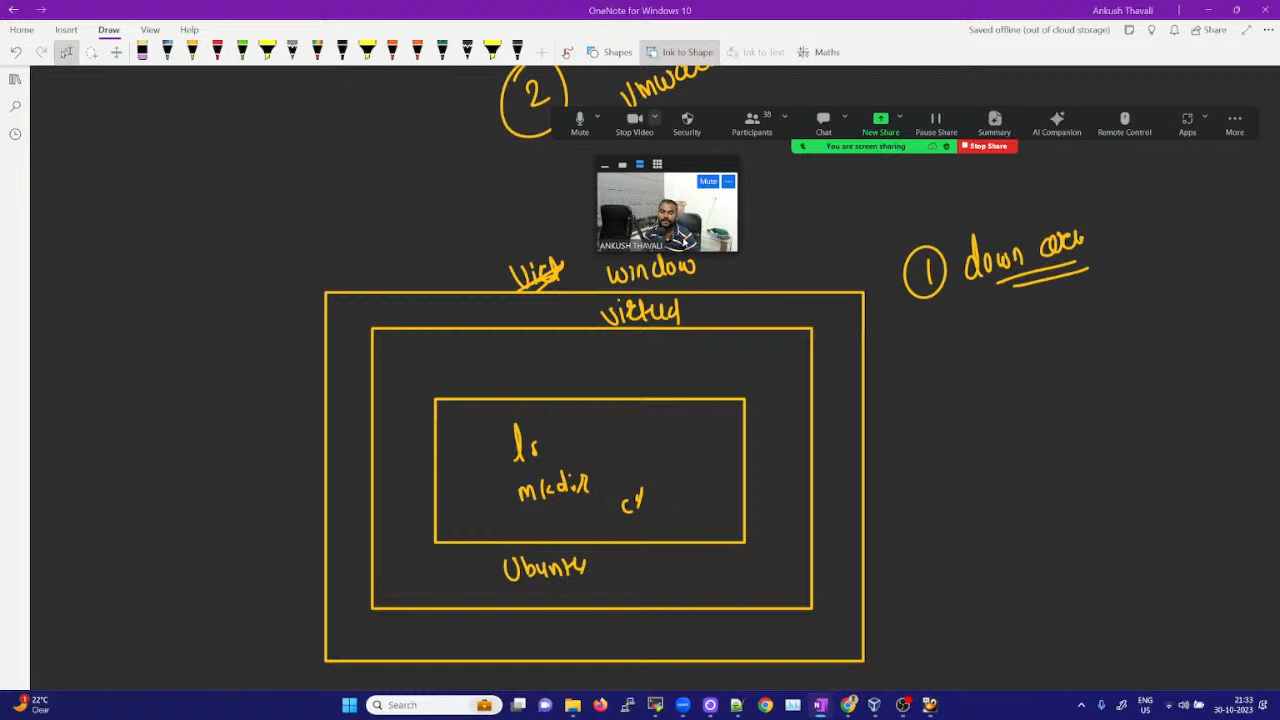 OneNote for Windows 10
Ankush Thavali
Home Insert Draw View Help
Saved offline (out of cloud storage) Share
Shapes Ink to Shape Ink to Text Maths
2
38
Mute Stop Video Security Participants Chat New Share Pause Share Summary AI Companion Remote Control Apps More
You are screen sharing Stop Share
Mute
ANKUSH THAVALI
window
1 down
virtual
ls
mkdir
Ubuntu
1 22°C
Clear
Search
ENG
US
21:33
30-10-2023